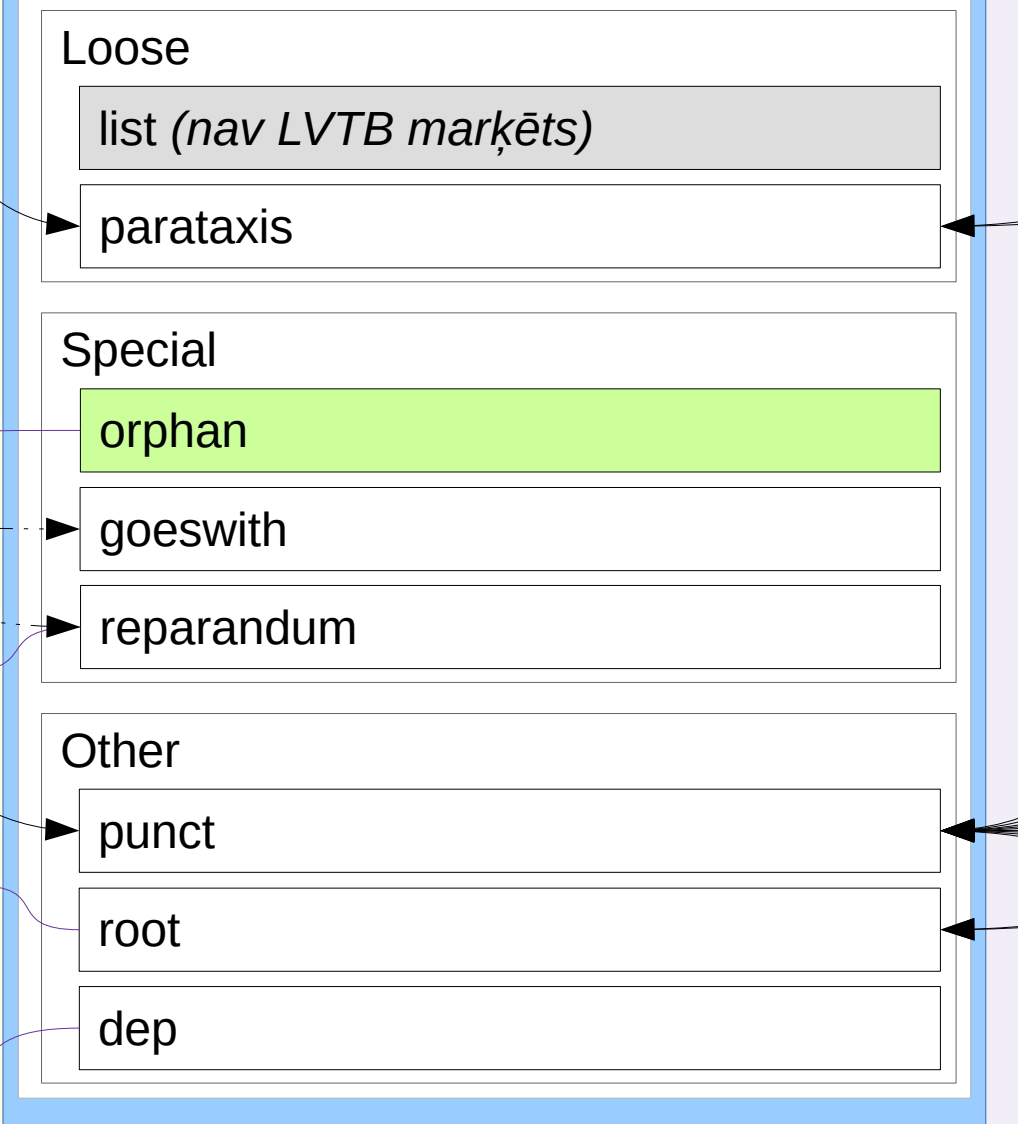 Loose
list (nav LVTB marķēts)
parataxis
Special
orphan
goeswith
reparandum
Other
punct
root
dep